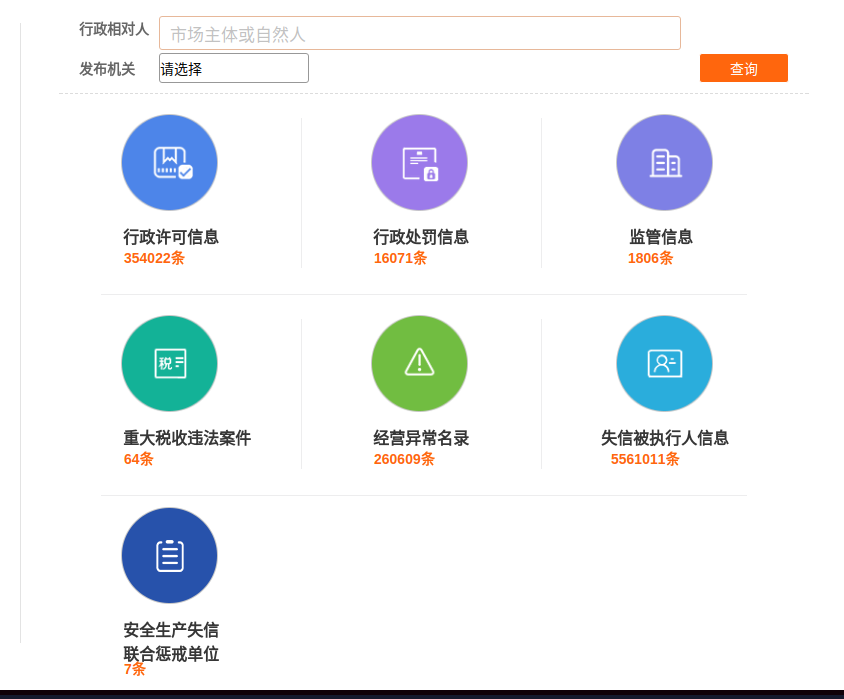 行政相对人
市场主体或自然人
发布机关
请选择
查询
行政许可信息
354022条
行政处罚信息
16071条
监管信息
1806条
税
重大税收违法案件
64条
经营异常名录
260609条
失信被执行人信息
5561011条
安全生产失信
联合惩戒单位
7条